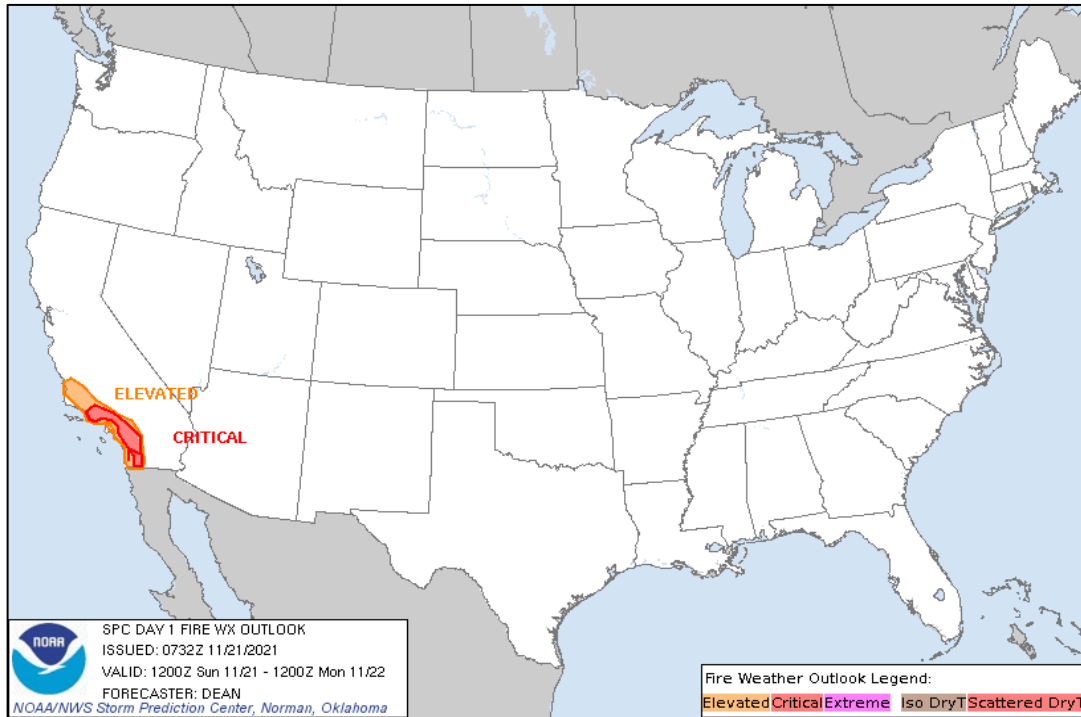 ELEVATED
CRITICAL
NOAA
SPC DAY 1 FIRE WX OUTLOOK
ISSUED: 0732Z 11/21/2021
VALID: 1200Z Sun 11/21 - 1200Z Mon 11/22
FORECASTER: DEAN
NOAA/NWS Storm Prediction Center, Norman, Oklahoma
Fire Weather Outlook Legend:
Elevated Critical Extreme Iso DryT Scattered DryT